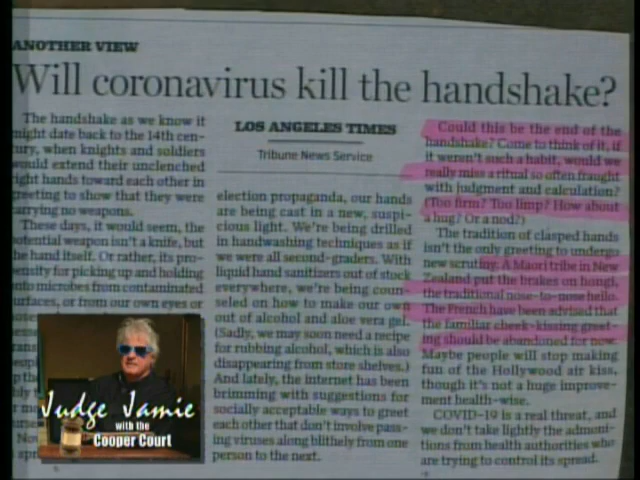 ANOTHER VIEW
Will coronavirus kill the handshake?
The handshake as we know it
might date back to the 14th cen-
tury, when knights and soldiers
would extend their unclenched
right hands toward each other in
greeting to show that they were
carrying no weapons.
These days, it would seem, the
potential weapon isn't a knife, but
the hand itself. Or rather, its pro-
pensity for picking up and holding
onto microbes from contaminated
surfaces, or from our own eyes or
LOS ANGELES TIMES
Tribune News Service
election propaganda, our hands
are being cast in a new, suspi-
cious light. We're being drilled
in handwashing techniques as if
we were all second-graders. With
liquid hand sanitizers out of stock
everywhere, we're being coun-
seled on how to make our own
out of alcohol and aloe vera gel.
(Sadly, we may soon need a recipe
for rubbing alcohol, which is also
disappearing from store shelves.)
And lately, the internet has been
brimming with suggestions for
socially acceptable ways to greet
each other that don't involve pass-
ing viruses along blithely from one
person to the next.
Could this be the end of the
handshake? Come to think of it, if
it weren't such a habit, would we
really miss a ritual so often fraught
with judgment and calculation?
(Too firm? Too limp? How about
a hug? Or a nod?)
The tradition of clasped hands
isn't the only greeting to undergo
new scrutiny. A Maori tribe in New
Zealand put the brakes on hongi,
the traditional nose-to-nose hello.
The French have been advised that
the familiar cheek-kissing greet-
ing should be abandoned for now.
Maybe people will stop making
fun of the Hollywood air kiss,
though it's not a huge improve-
ment health-wise.
COVID-19 is a real threat, and
we don't take lightly the admoni-
tions from health authorities who
are trying to control its spread.
Judge Jamie
with the
Cooper Court